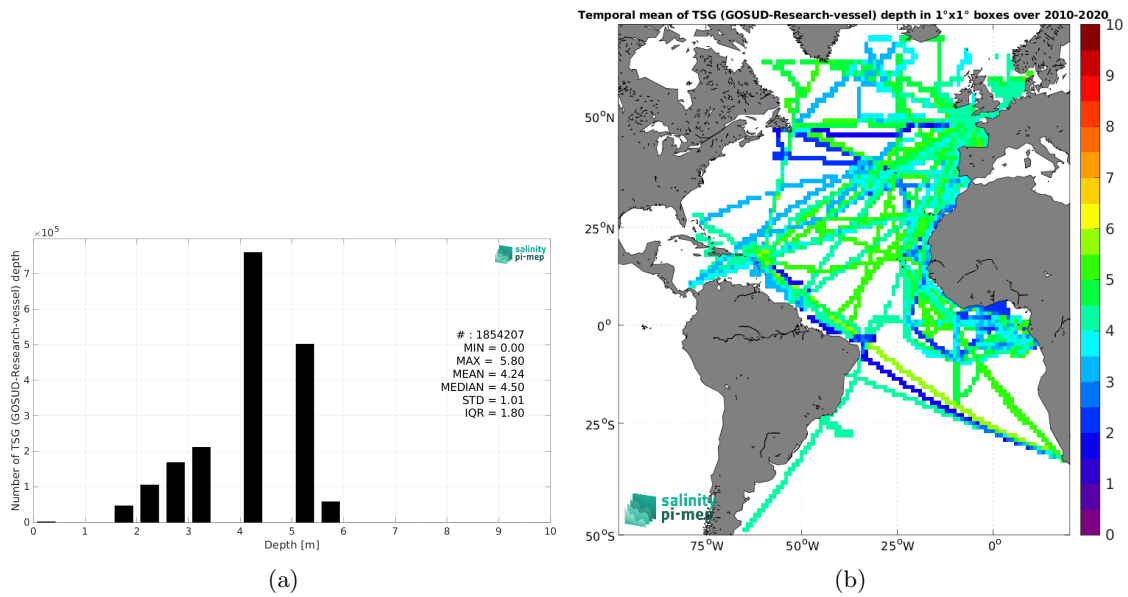 Temporal mean of TSG (GOSUD-Research-vessel) depth in 1°x1° boxes over 2010-2020
×10⁵
Number of TSG (GOSUD-Research-vessel) depth
7
6
5
4
3
2
1
0
0 1 2 3 4 5 6 7 8 9 10
Depth [m]
salinity
pi-mep
# : 1854207
MIN = 0.00
MAX = 5.80
MEAN = 4.24
MEDIAN = 4.50
STD = 1.01
IQR = 1.80
(a)
50°N
25°N
0°
25°S
50°S
75°W 50°W 25°W 0°
salinity
pi-mep
10
9
8
7
6
5
4
3
2
1
0
(b)